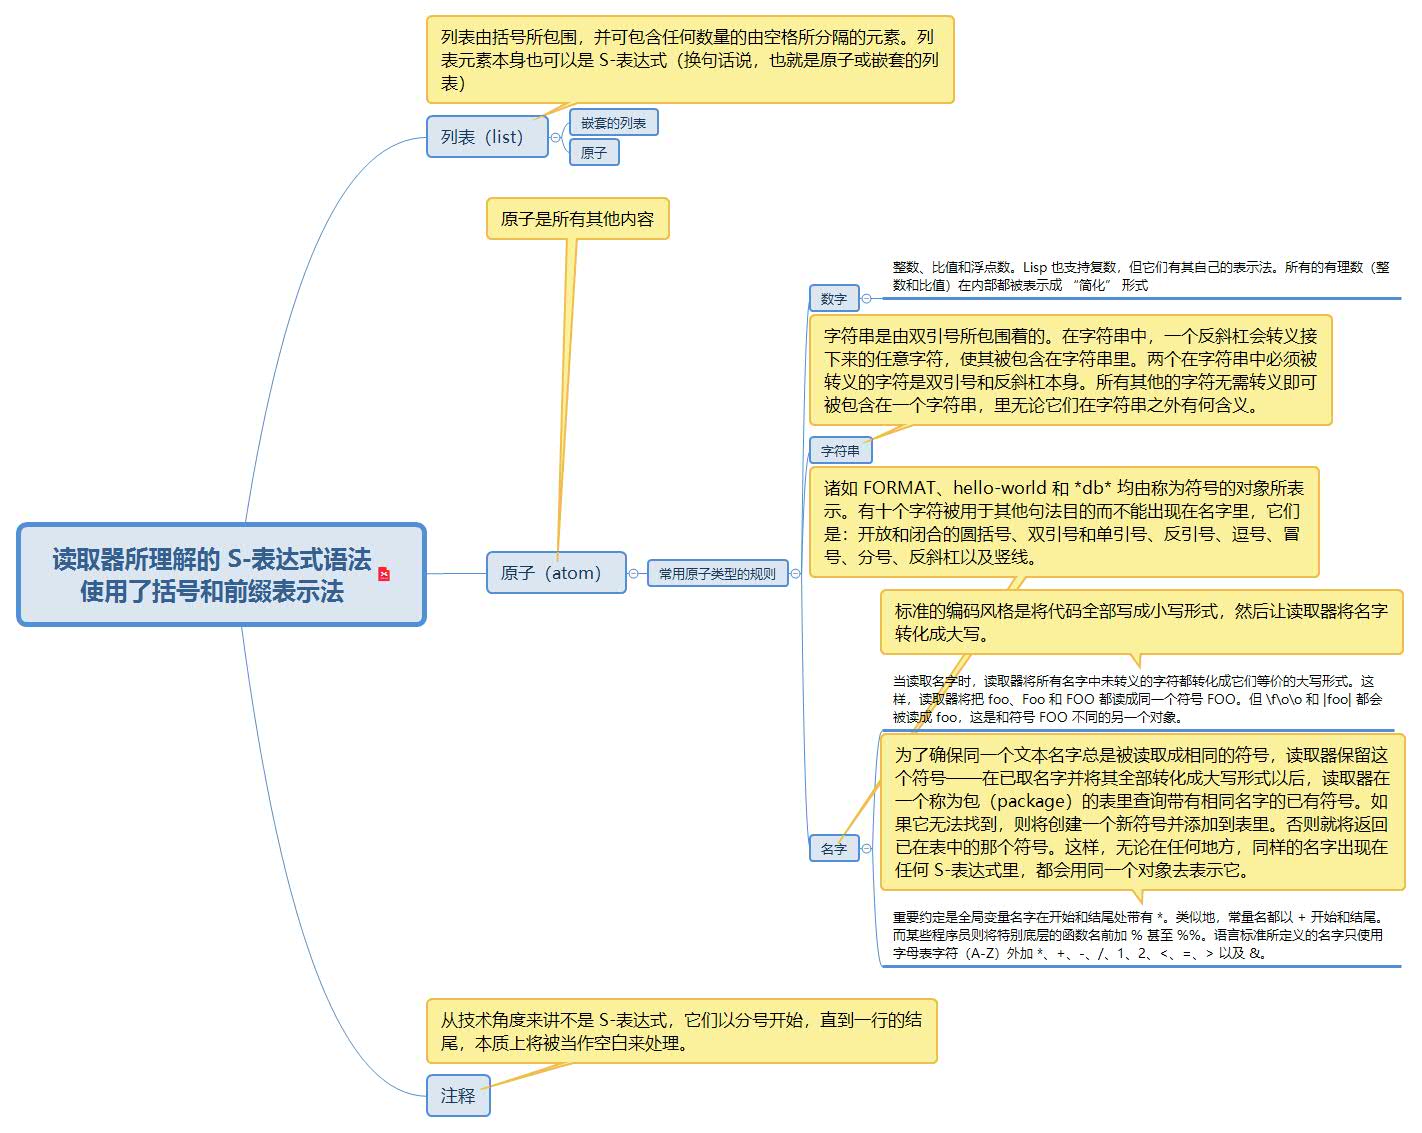 列表由括号所包围，并可包含任何数量的由空格所分隔的元素。列
表元素本身也可以是 S-表达式（换句话说，也就是原子或嵌套的列
表）
列表（list）
嵌套的列表
原子
原子是所有其他内容
整数、比值和浮点数。Lisp 也支持复数，但它们有其自己的表示法。所有的有理数（整
数和比值）在内部都被表示成 “简化” 形式
数字
字符串是由双引号所包围着的。在字符串中，一个反斜杠会转义接
下来的任意字符，使其被包含在字符串里。两个在字符串中必须被
转义的字符是双引号和反斜杠本身。所有其他的字符无需转义即可
被包含在一个字符串，里无论它们在字符串之外有何含义。
字符串
诸如 FORMAT、hello-world 和 *db* 均由称为符号的对象所表
示。有十个字符被用于其他句法目的而不能出现在名字里，它们
是：开放和闭合的圆括号、双引号和单引号、反引号、逗号、冒
号、分号、反斜杠以及竖线。
读取器所理解的 S-表达式语法
使用了括号和前缀表示法
原子（atom）
常用原子类型的规则
标准的编码风格是将代码全部写成小写形式，然后让读取器将名字
转化成大写。
当读取名字时，读取器将所有名字中未转义的字符都转化成它们等价的大写形式。这
样，读取器将把 foo、Foo 和 FOO 都读成同一个符号 FOO。但 \f\o\o 和 |foo| 都会
被读成 foo，这是和符号 FOO 不同的另一个对象。
为了确保同一个文本名字总是被读取成相同的符号，读取器保留这
个符号——在已取名字并将其全部转化成大写形式以后，读取器在
一个称为包（package）的表里查询带有相同名字的已有符号。如
果它无法找到，则将创建一个新符号并添加到表里。否则就将返回
已在表中的那个符号。这样，无论在任何地方，同样的名字出现在
任何 S-表达式里，都会用同一个对象去表示它。
名字
重要约定是全局变量名字在开始和结尾处带有 *。类似地，常量名都以 + 开始和结尾。
而某些程序员则将特别底层的函数名前加 % 甚至 %%。语言标准所定义的名字只使用
字母表字符（A-Z）外加 *、+、-、/、1、2、<、=、> 以及 &。
从技术角度来讲不是 S-表达式，它们以分号开始，直到一行的结
尾，本质上将被当作空白来处理。
注释